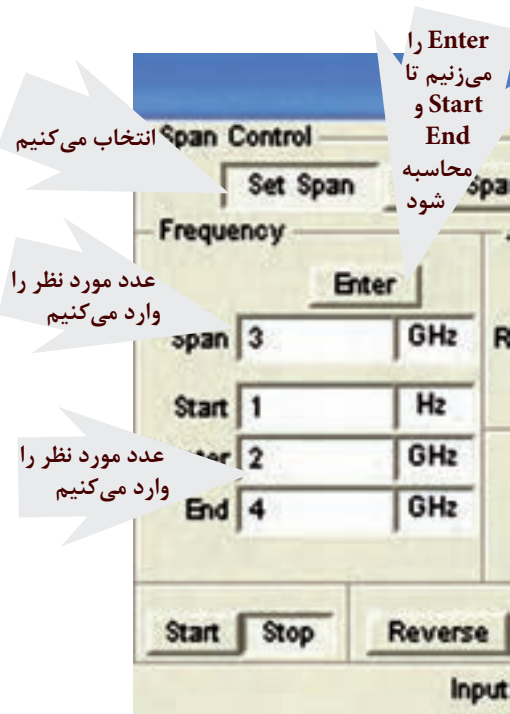 Enter را
می‌زنیم تا
Start و
End
محاسبه
شود
انتخاب می‌کنیم
Span Control
Set Span
Frequency
Enter
عدد مورد نظر را
وارد می‌کنیم
Span 3 GHz
Start 1 Hz
عدد مورد نظر را
وارد می‌کنیم
2 GHz
End 4 GHz
Start Stop Reverse
Input